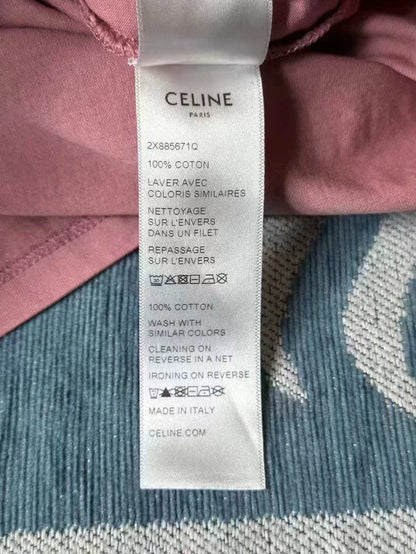 CELINE
PARIS
2X885671Q
100% COTON
LAVER AVEC
COLORIS SIMILAIRES
NETTOYAGE
SUR L'ENVERS
DANS UN FILET
REPASSAGE
SUR L'ENVERS
100% COTTON
WASH WITH
SIMILAR COLORS
CLEANING ON
REVERSE IN A NET
IRONING ON REVERSE
MADE IN ITALY
CELINE.COM